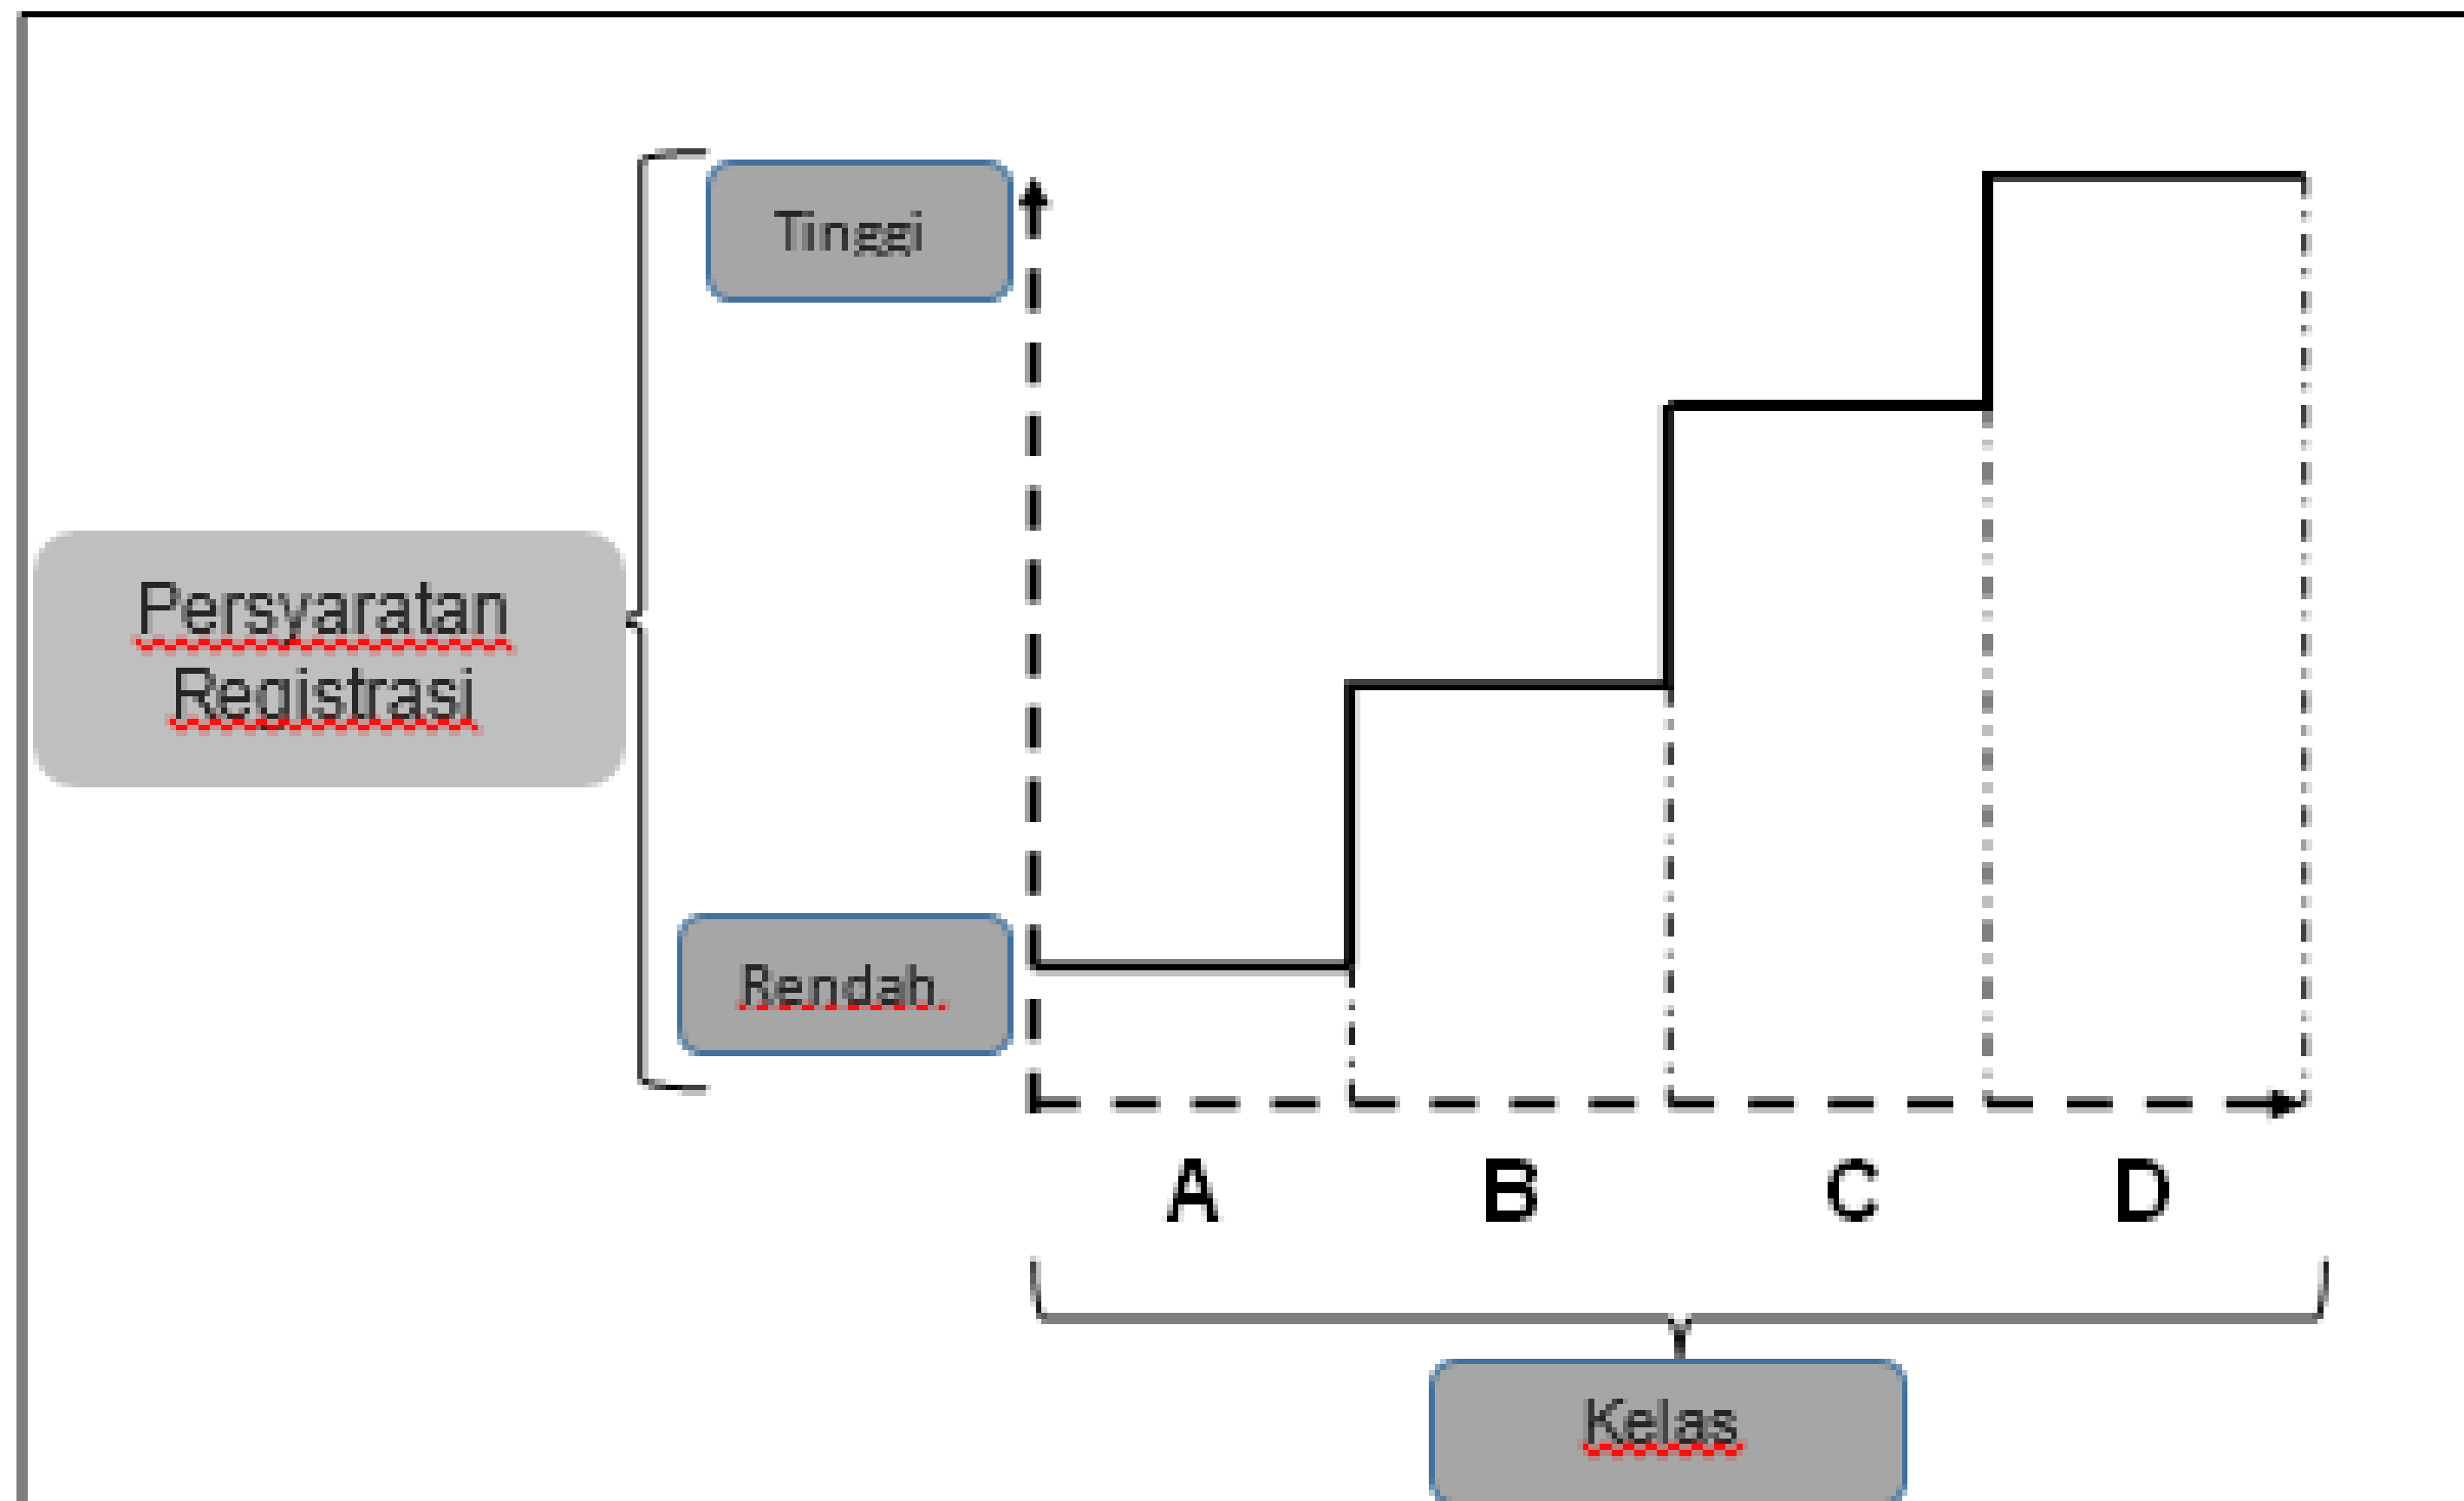 Tinggi
Persyaratan
Registrasi
Rendah
A B C D
Kelas